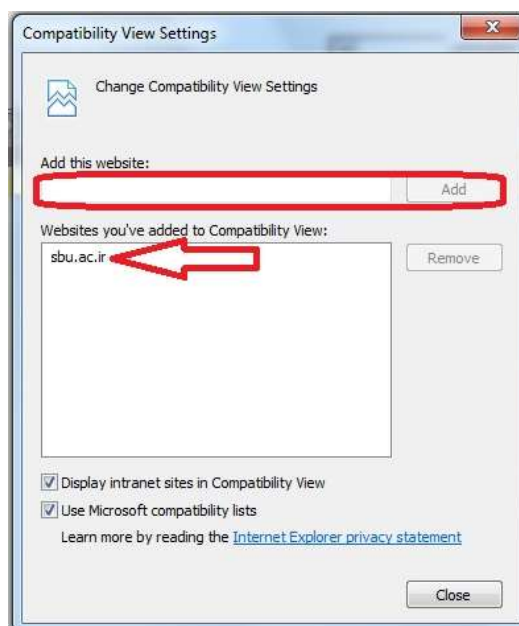 Compatibility View Settings
Change Compatibility View Settings
Add this website:
Add
Websites you've added to Compatibility View:
sbu.ac.ir
Remove
Display intranet sites in Compatibility View
Use Microsoft compatibility lists
Learn more by reading the Internet Explorer privacy statement
Close